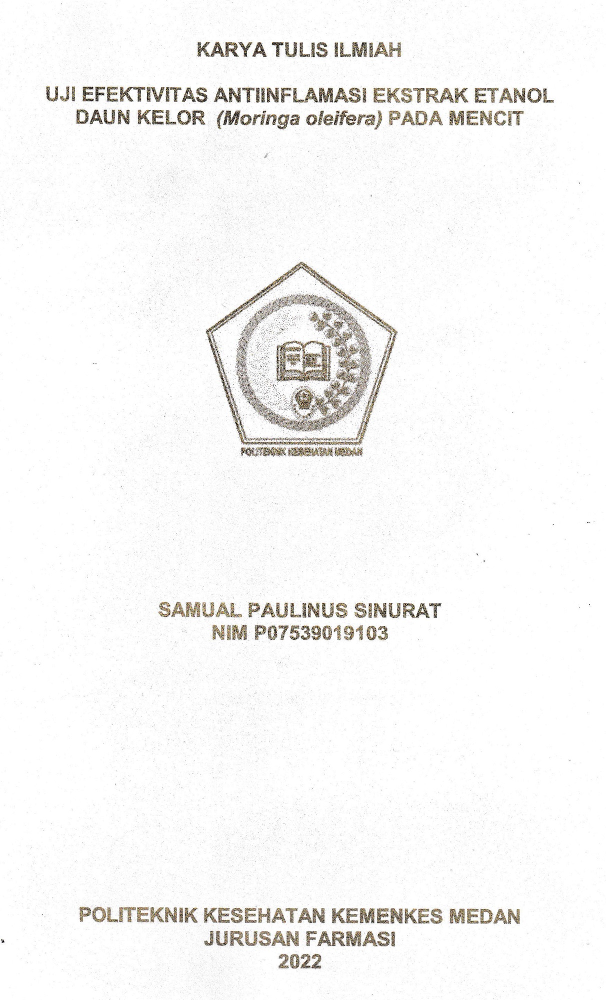 KARYA TULIS ILMIAH
UJI EFEKTIVITAS ANTIINFLAMASI EKSTRAK ETANOL
DAUN KELOR (Moringa oleifera) PADA MENCIT
POLITEKNIK KESEHATAN MEDAN
SAMUAL PAULINUS SINURAT
NIM P07539019103
POLITEKNIK KESEHATAN KEMENKES MEDAN
JURUSAN FARMASI
2022